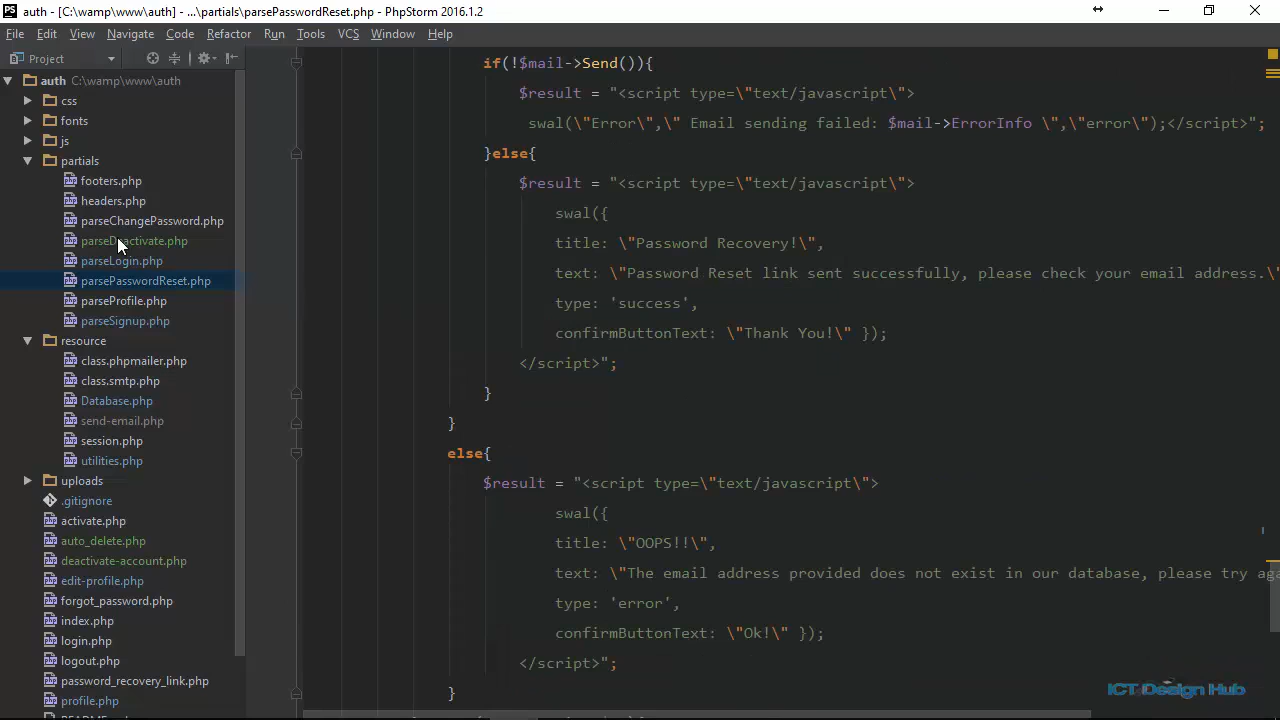 auth - [C:\wamp\www\auth] - ...\partials\parsePasswordReset.php - PhpStorm 2016.1.2
File Edit View Navigate Code Refactor Run Tools VCS Window Help
Project
auth C:\wamp\www\auth
css
fonts
js
partials
footers.php
headers.php
parseChangePassword.php
parseDeactivate.php
parseLogin.php
parsePasswordReset.php
parseProfile.php
parseSignup.php
resource
class.phpmailer.php
class.smtp.php
Database.php
send-email.php
session.php
utilities.php
uploads
.gitignore
activate.php
auto_delete.php
deactivate-account.php
edit-profile.php
forgot_password.php
index.php
login.php
logout.php
password_recovery_link.php
profile.php
if(!$mail->Send()){
$result = "<script type=\"text/javascript\">
swal(\"Error\",\" Email sending failed: $mail->ErrorInfo \",\"error\");</script>";
}else{
$result = "<script type=\"text/javascript\">
swal({
title: \"Password Recovery!\",
text: \"Password Reset link sent successfully, please check your email address.\"
type: 'success',
confirmButtonText: \"Thank You!\" });
</script>";
}
}
else{
$result = "<script type=\"text/javascript\">
swal({
title: \"OOPS!!\",
text: \"The email address provided does not exist in our database, please try aga
type: 'error',
confirmButtonText: \"Ok!\" });
</script>";
}
ICT Design Hub